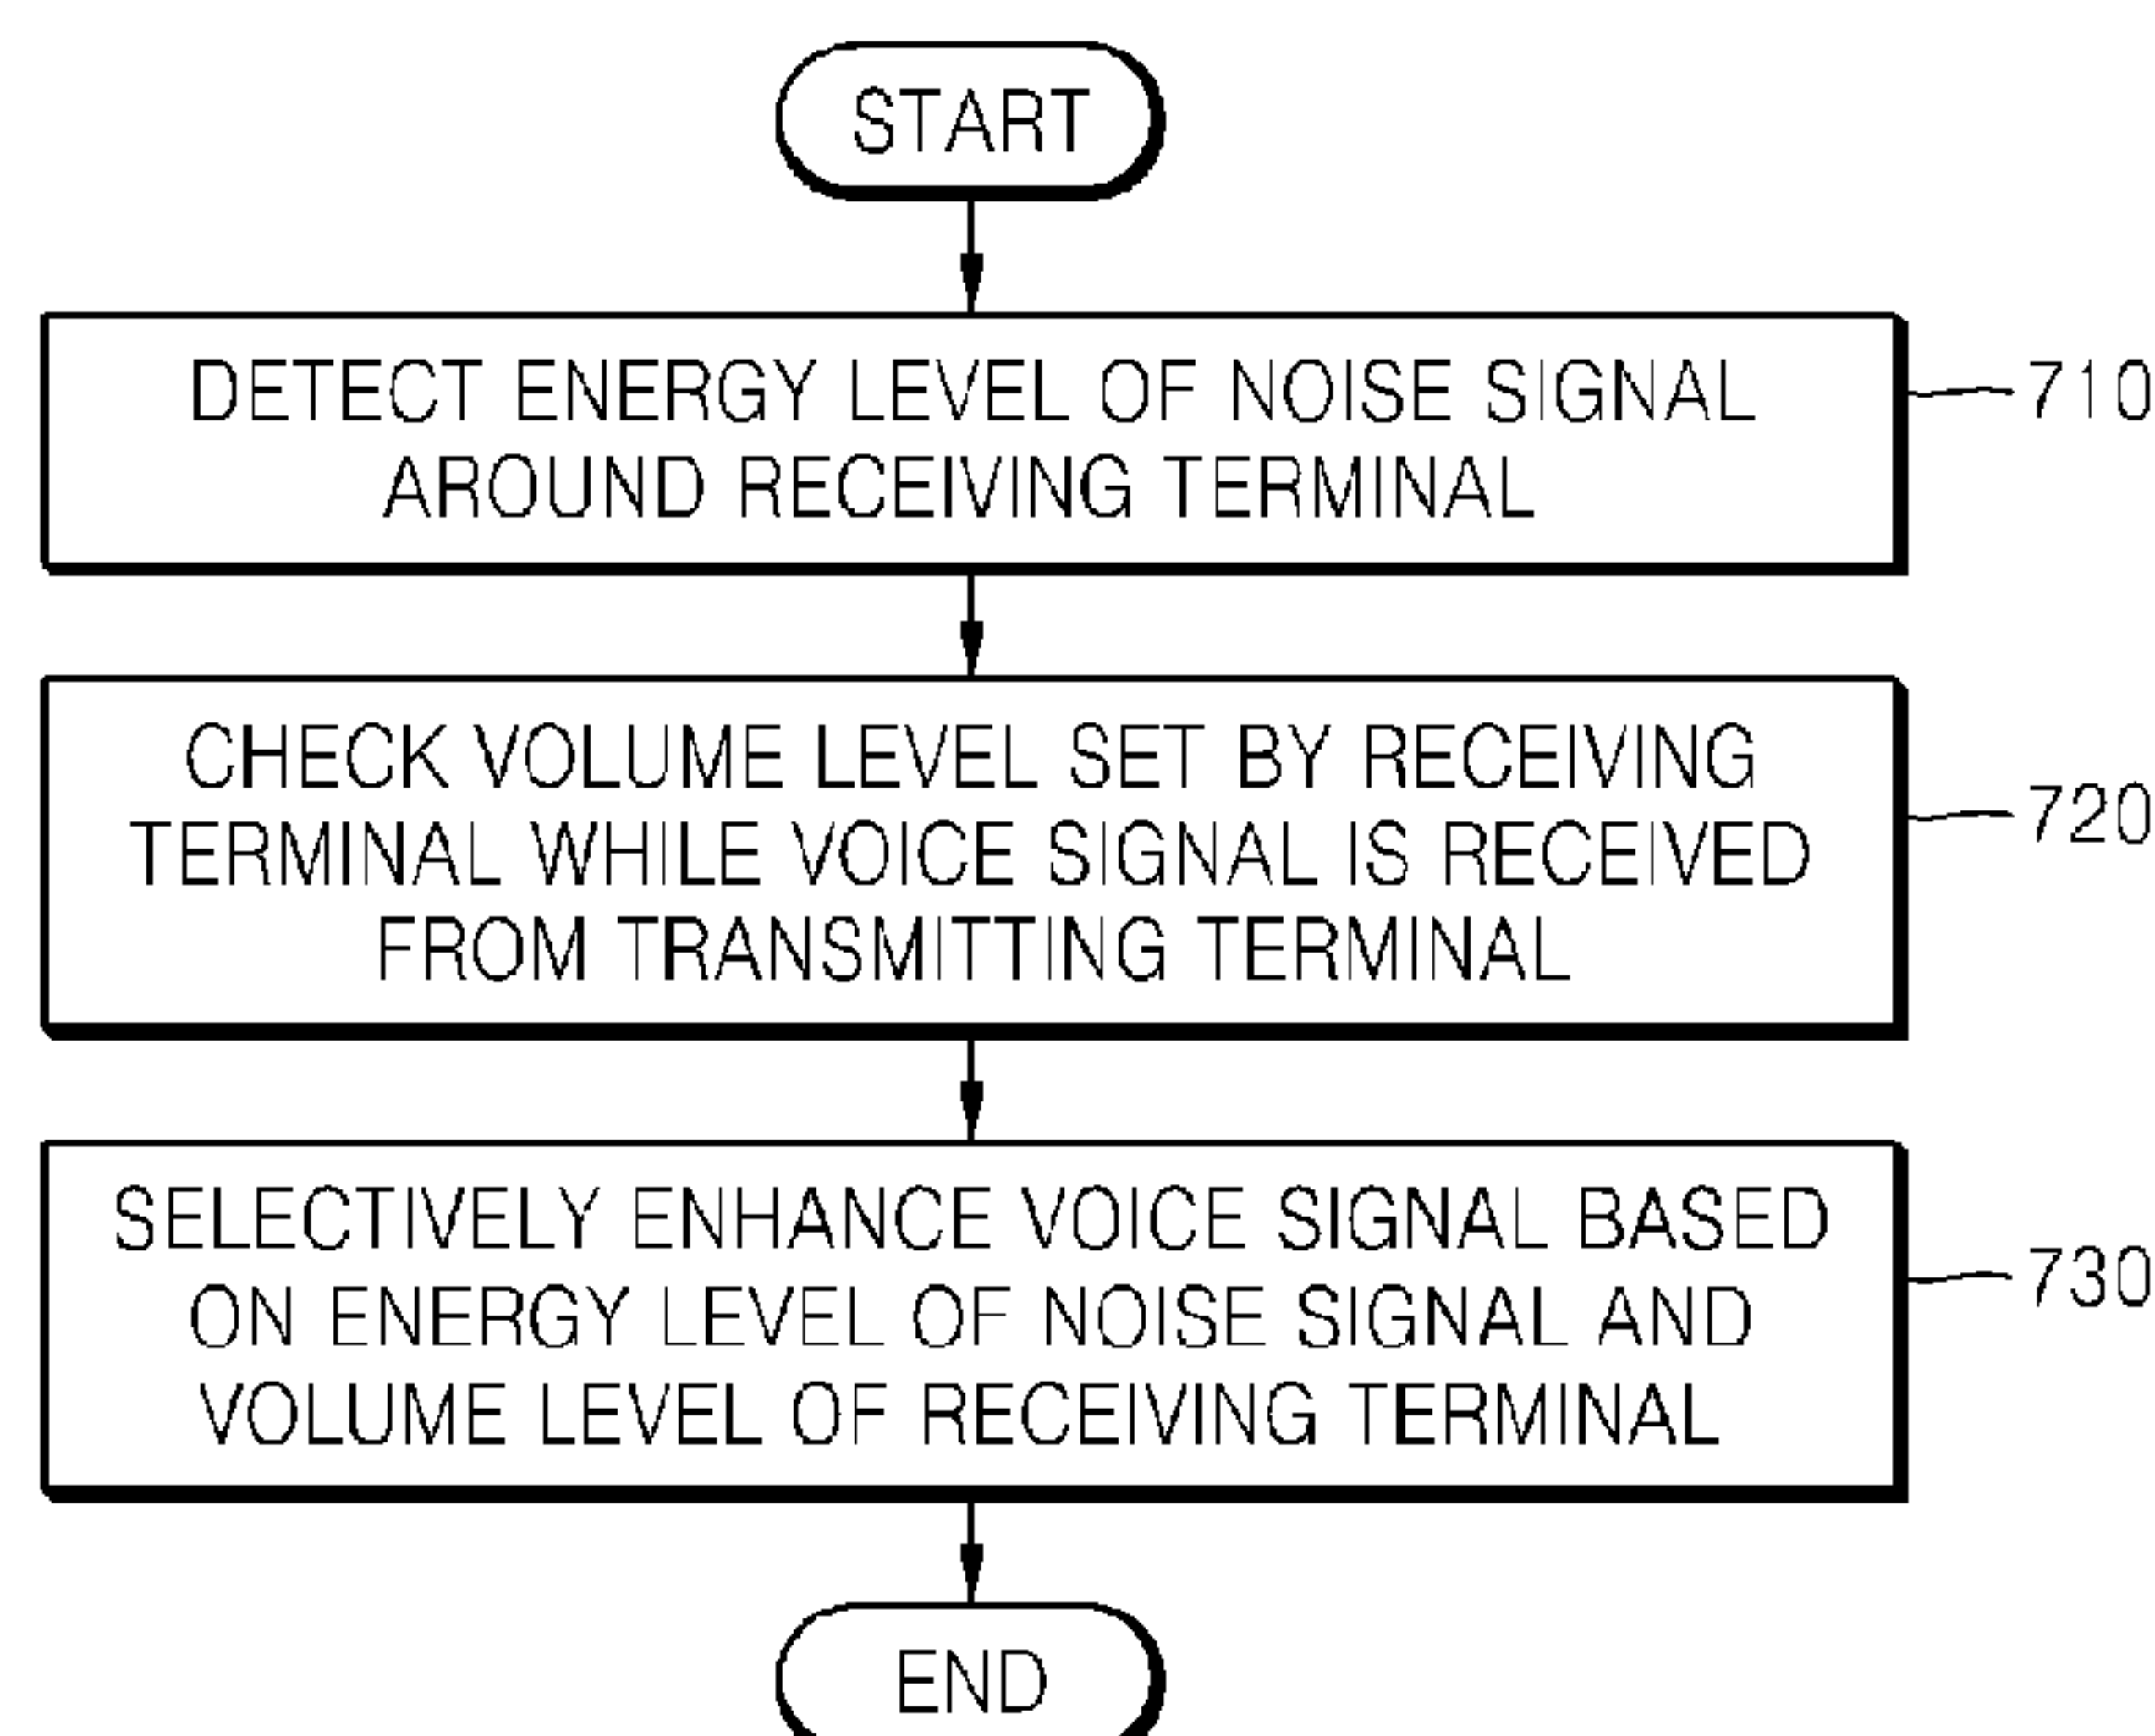 START
DETECT ENERGY LEVEL OF NOISE SIGNAL
AROUND RECEIVING TERMINAL
710
CHECK VOLUME LEVEL SET BY RECEIVING
TERMINAL WHILE VOICE SIGNAL IS RECEIVED
FROM TRANSMITTING TERMINAL
720
SELECTIVELY ENHANCE VOICE SIGNAL BASED
ON ENERGY LEVEL OF NOISE SIGNAL AND
VOLUME LEVEL OF RECEIVING TERMINAL
730
END